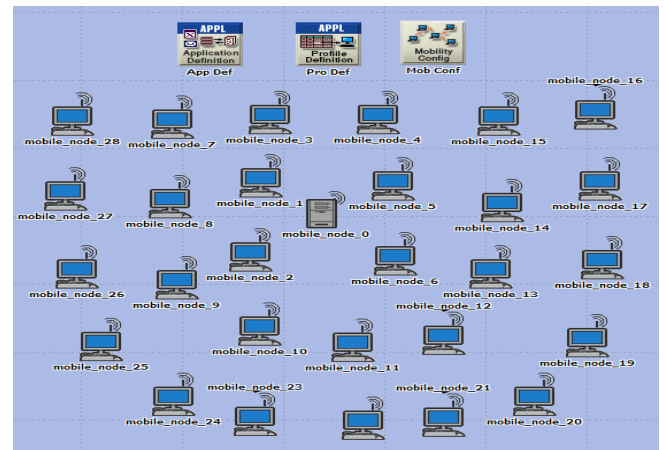 APPL
Application
Definition
App Def
APPL
Profile
Definition
Pro Def
Mobility
Config
Mob Conf
mobile_node_16
mobile_node_28
mobile_node_7
mobile_node_3
mobile_node_4
mobile_node_15
mobile_node_27
mobile_node_8
mobile_node_1
mobile_node_0
mobile_node_5
mobile_node_14
mobile_node_17
mobile_node_26
mobile_node_9
mobile_node_2
mobile_node_6
mobile_node_13
mobile_node_18
mobile_node_12
mobile_node_25
mobile_node_10
mobile_node_11
mobile_node_19
mobile_node_23
mobile_node_21
mobile_node_24
mobile_node_20